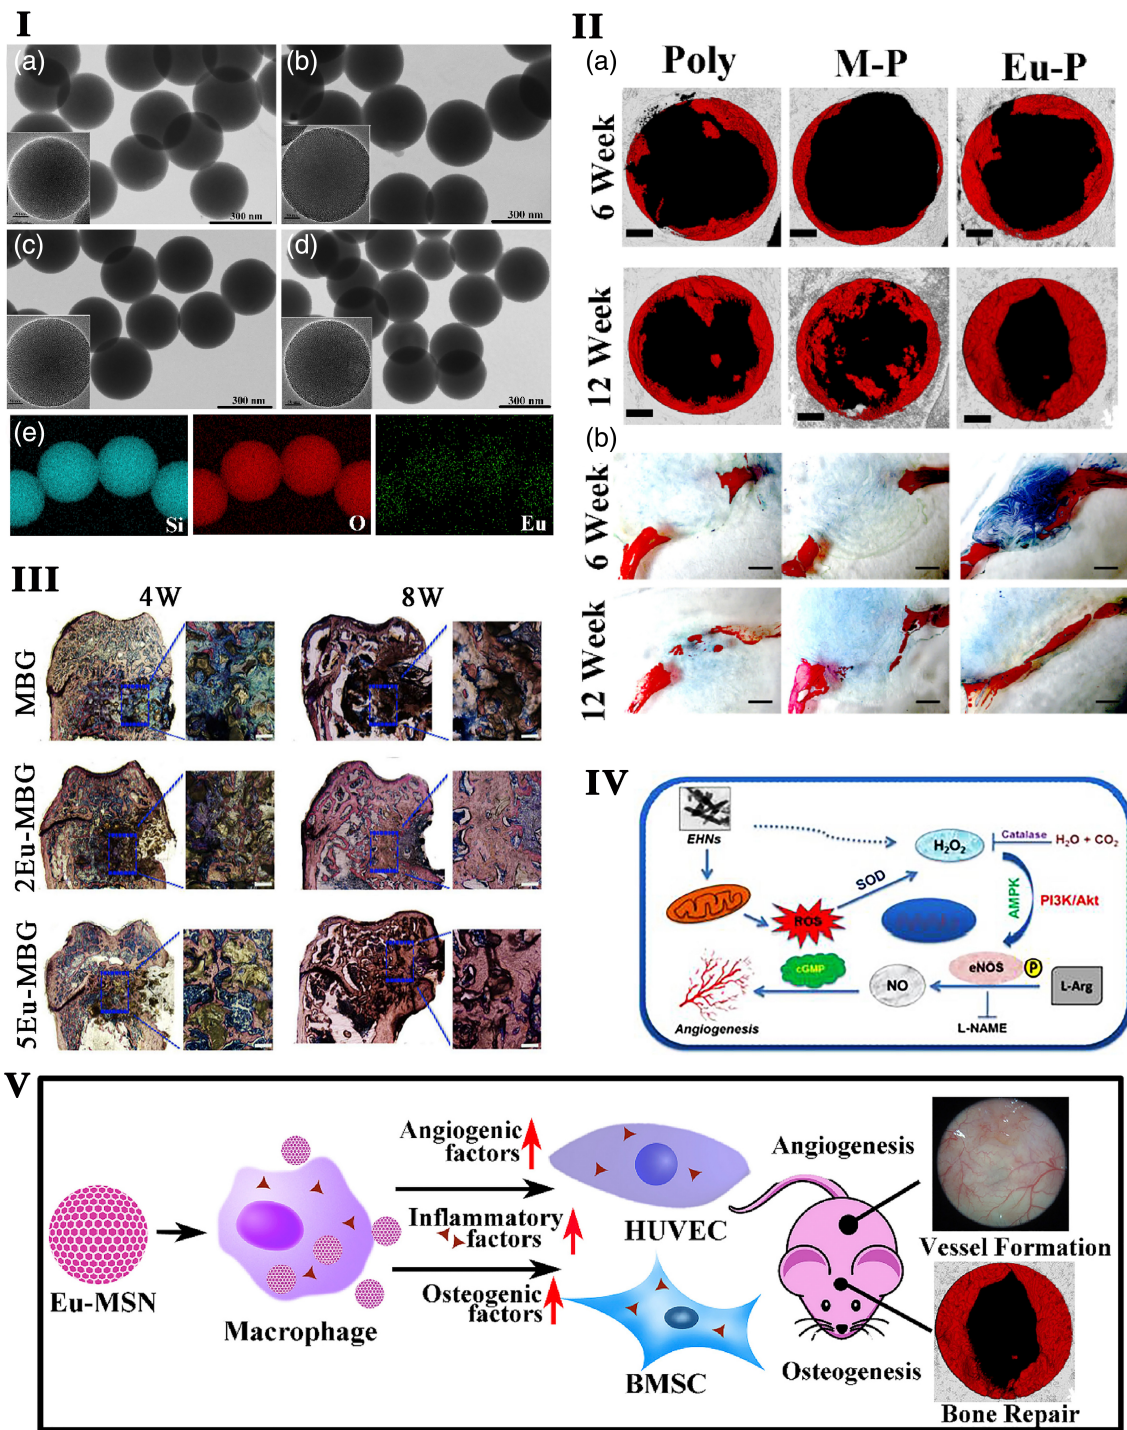 I
(a)
(b)
300 nm
300 nm
(c)
(d)
300 nm
300 nm
(e)
Si
O
Eu
II
(a)
Poly
M-P
Eu-P
6 Week
12 Week
(b)
6 Week
12 Week
III
4W
8W
MBG
2Eu-MBG
5Eu-MBG
IV
EHNs
H2O2
Catalase
H2O + CO2
SOD
ROS
AMPK
PI3K/Akt
cGMP
eNOS
P
NO
L-Arg
Angiogenesis
L-NAME
V
Eu-MSN
Macrophage
Angiogenic
factors
Inflammatory
factors
Osteogenic
factors
HUVEC
BMSC
Angiogenesis
Vessel Formation
Osteogenesis
Bone Repair